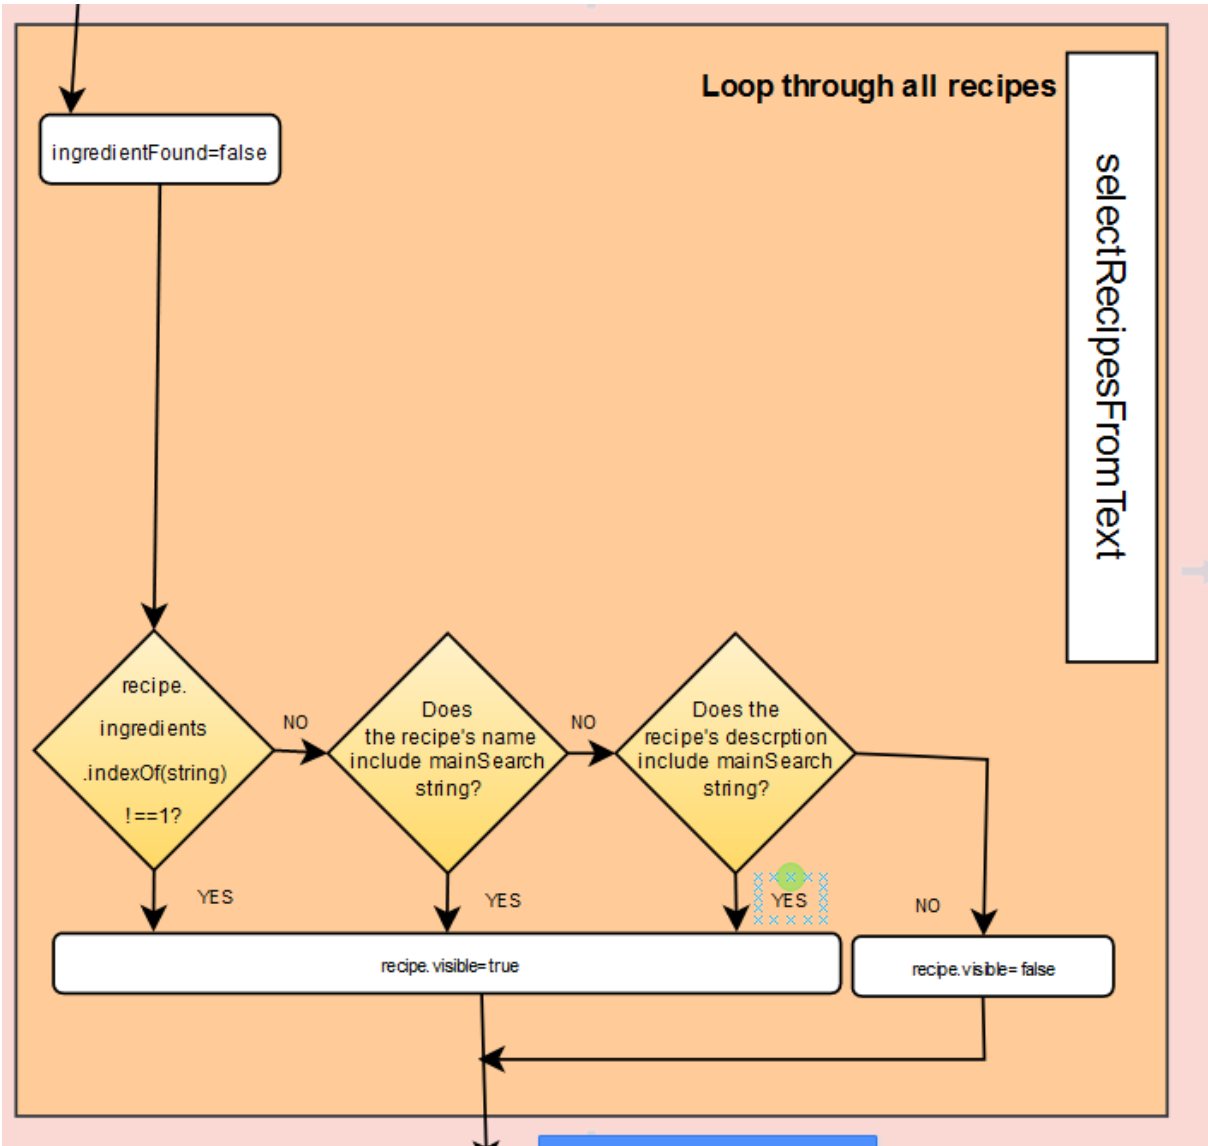 Loop through all recipes
selectRecipesFromText
ingredientFound=false
recipe.
ingredients
.indexOf(string)
!==1?
NO
Does
the recipe's name
include mainSearch
string?
NO
Does the
recipe's descrption
include mainSearch
string?
YES
YES
YES
NO
recipe.visible=true
recipe.visible=false